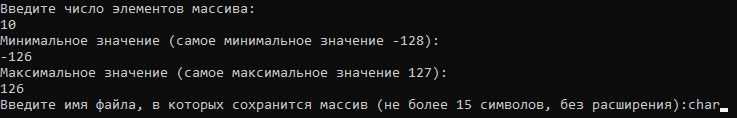 Введите число элементов массива:
10
Минимальное значение (самое минимальное значение -128):
-126
Максимальное значение (самое максимальное значение 127):
126
Введите имя файла, в которых сохранится массив (не более 15 символов, без расширения):char